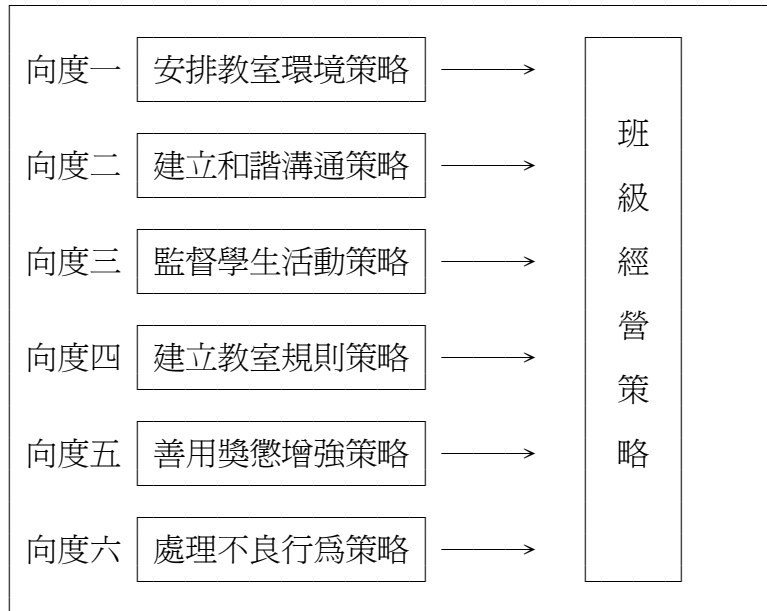 向度一 安排教室環境策略
向度二 建立和諧溝通策略
向度三 監督學生活動策略
向度四 建立教室規則策略
向度五 善用獎懲增強策略
向度六 處理不良行為策略
班級經營策略